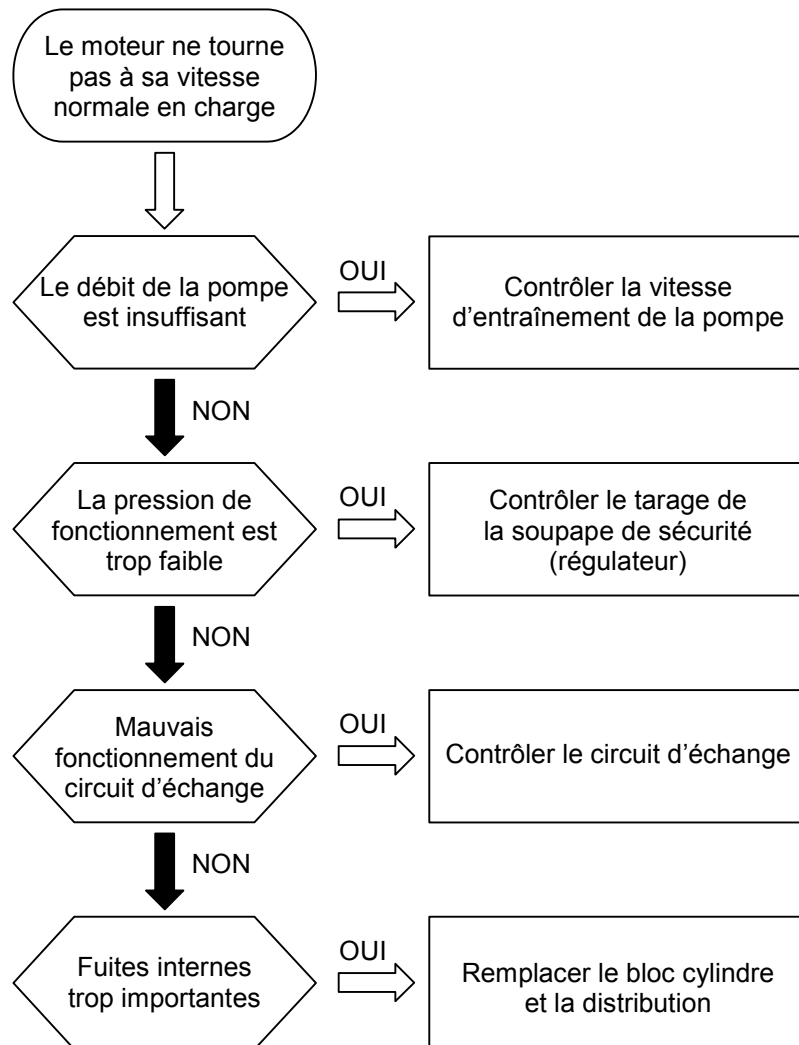 Le moteur ne tourne
pas à sa vitesse
normale en charge
Le débit de la pompe
est insuffisant
OUI
Contrôler la vitesse
d’entraînement de la pompe
NON
La pression de
fonctionnement est
trop faible
OUI
Contrôler le tarage de
la soupape de sécurité
(régulateur)
NON
Mauvais
fonctionnement du
circuit d’échange
OUI
Contrôler le circuit d’échange
NON
Fuites internes
trop importantes
OUI
Remplacer le bloc cylindre
et la distribution